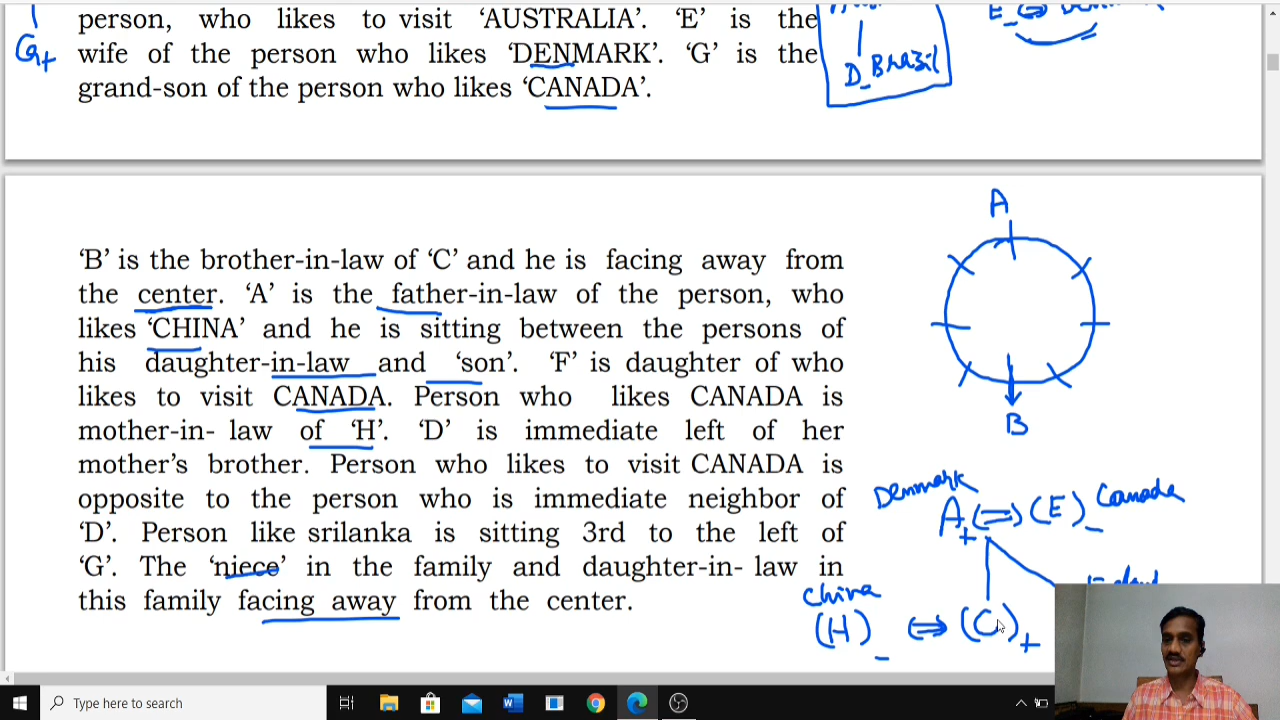 person, who likes to visit ‘AUSTRALIA’. ‘E’ is the
G+ wife of the person who likes ‘DENMARK’. ‘G’ is the
D_ Brazil
grand-son of the person who likes ‘CANADA’.
A
‘B’ is the brother-in-law of ‘C’ and he is facing away from
the center. ‘A’ is the father-in-law of the person, who
likes ‘CHINA’ and he is sitting between the persons of
his daughter-in-law and ‘son’. ‘F’ is daughter of who
likes to visit CANADA. Person who likes CANADA is
mother-in- law of ‘H’. ‘D’ is immediate left of her
B
mother’s brother. Person who likes to visit CANADA is
opposite to the person who is immediate neighbor of
‘D’. Person like srilanka is sitting 3rd to the left of
‘G’. The ‘niece’ in the family and daughter-in- law in
this family facing away from the center.
Denmark
A+ (⇔) (E)_ Canada
China
(H)_ ⇔ (C)+
Type here to search